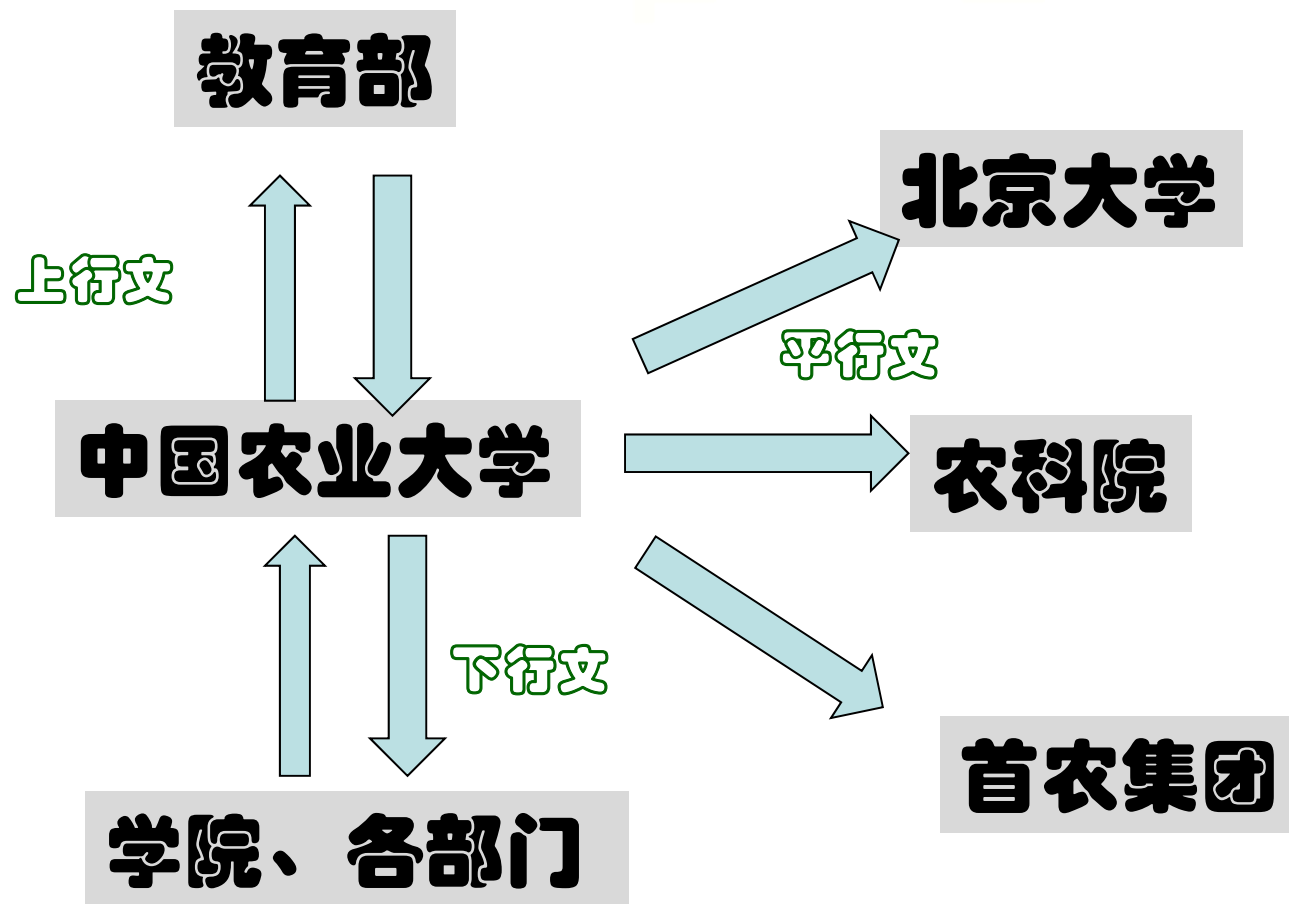 教育部
北京大学
上行文
平行文
中国农业大学
农科院
下行文
首农集团
学院、各部门